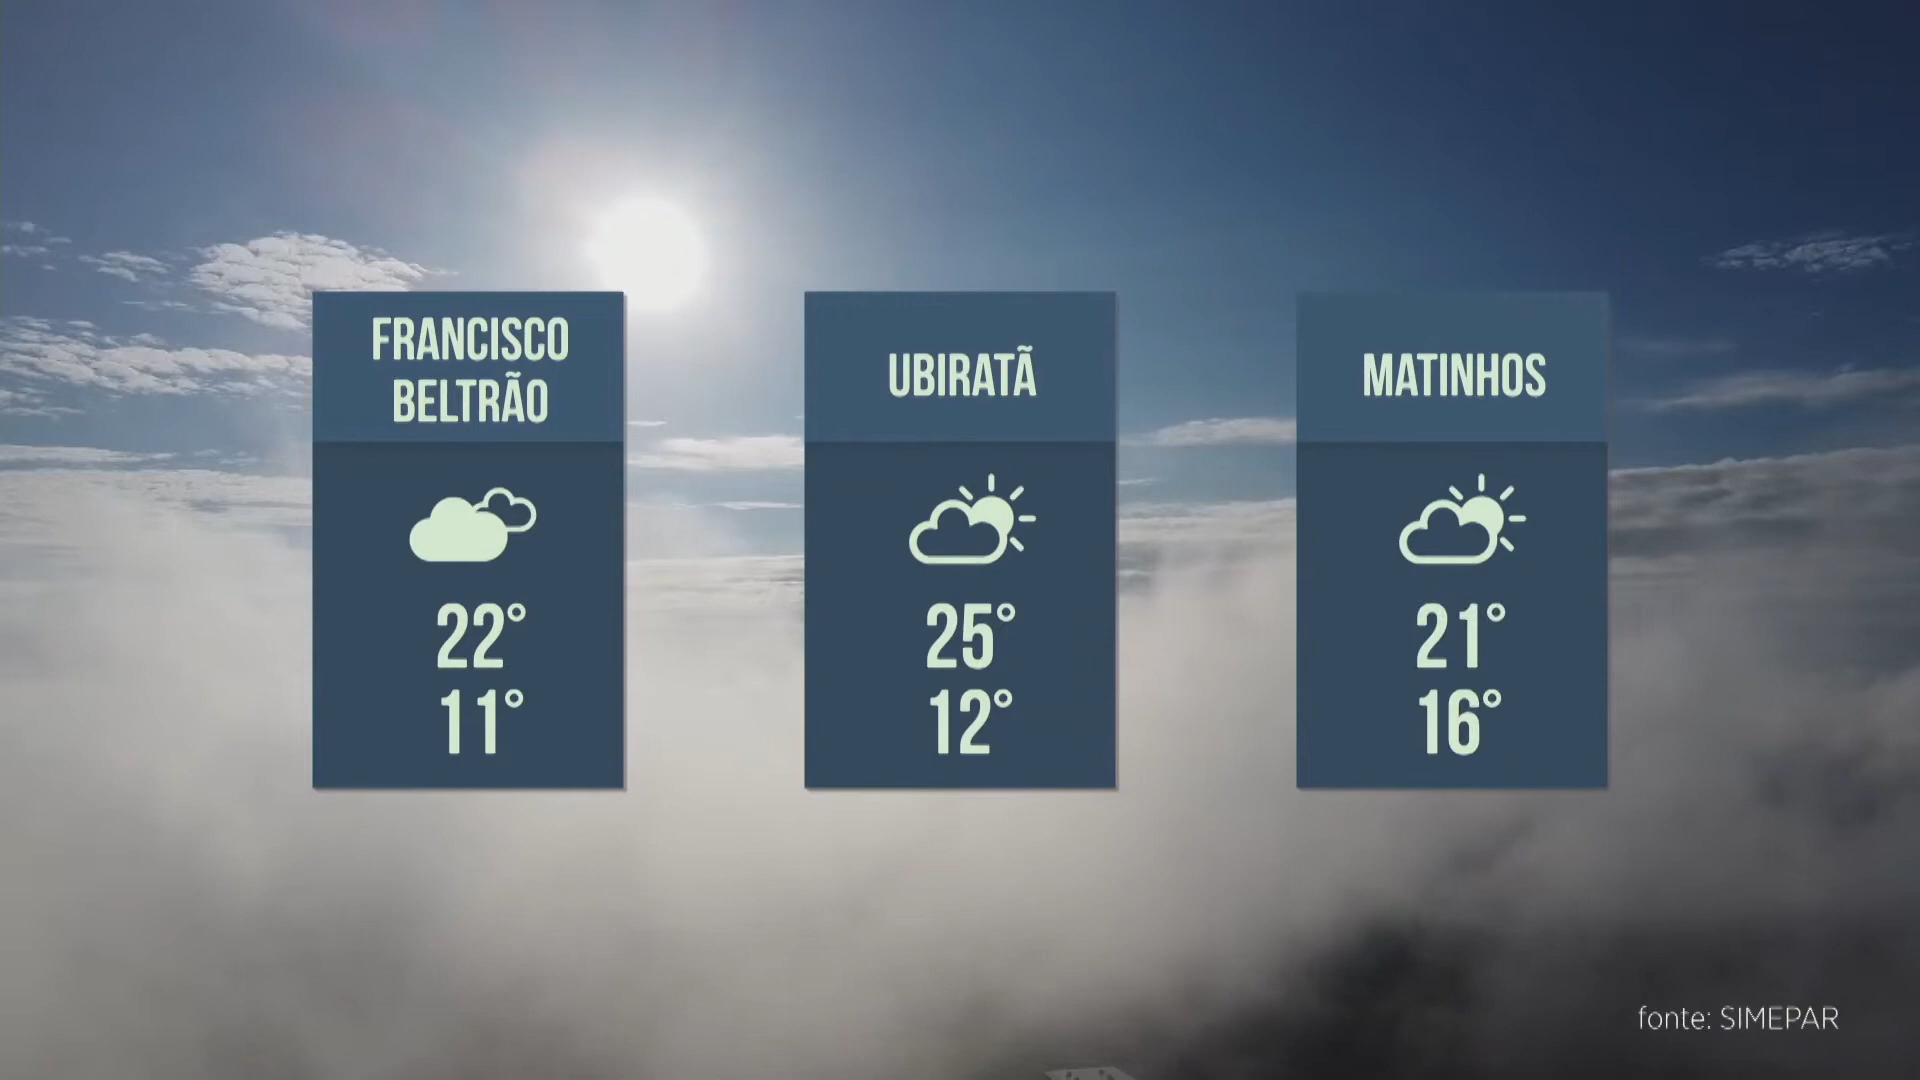 FRANCISCO
BELTRÃO
22°
11°
UBIRATÃ
25°
12°
MATINHOS
21°
16°
fonte: SIMEPAR